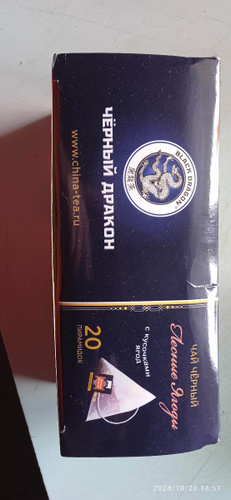 BLACK DRAGON
ЧЁРНЫЙ ДРАКОН
www.china-tea.ru
ЧАЙ ЧЁРНЫЙ
Лесные Ягоды
с кусочками
ягод
20
ПИРАМИДОК
2024/10/28 14:51